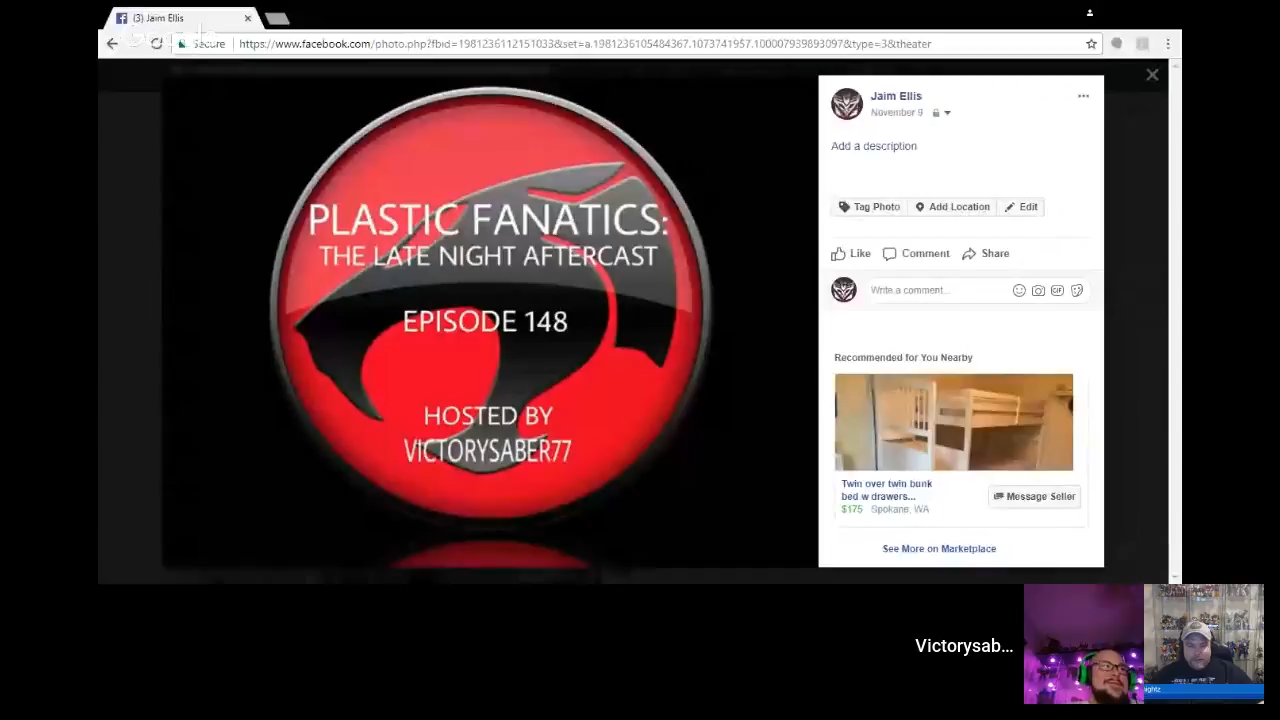 (3) Jaim Ellis
Secure
https://www.facebook.com/photo.php?fbid=1981236112151033&set=a.1981236105484367.1073741957.100007939893097&type=3&theater
PLASTIC FANATICS:
THE LATE NIGHT AFTERCAST
EPISODE 148
HOSTED BY
VICTORYSABER77
Jaim Ellis
November 9
Add a description
Tag Photo
Add Location
Edit
Like
Comment
Share
Write a comment...
GIF
Recommended for You Nearby
Twin over twin bunk
bed w drawers...
$175 Spokane, WA
Message Seller
See More on Marketplace
Victorysab...